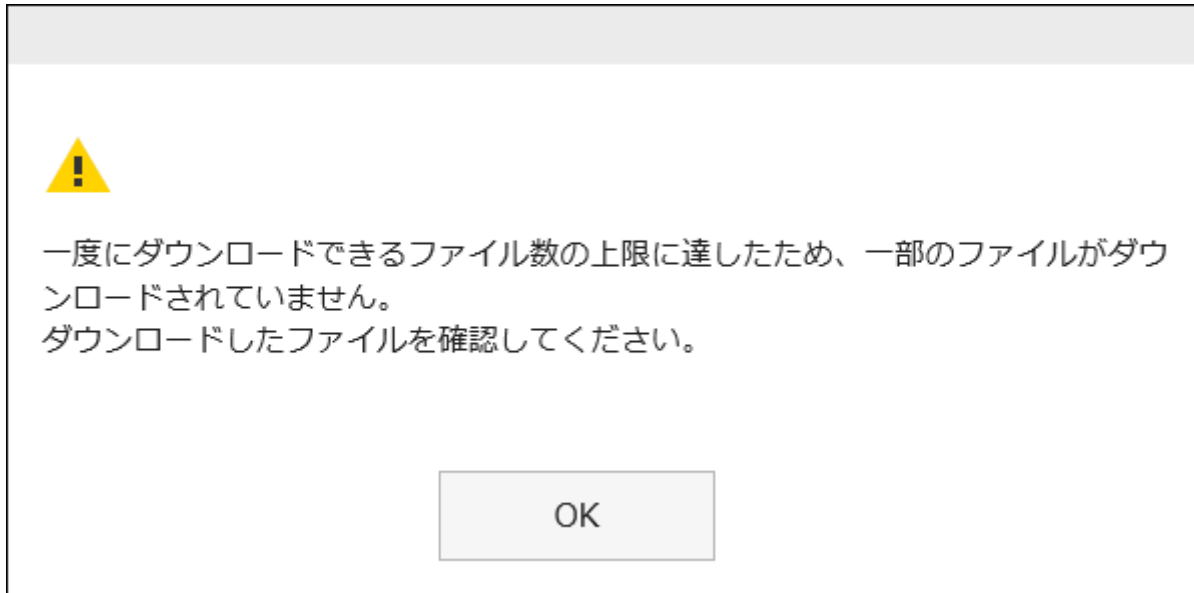 一度にダウンロードできるファイル数の上限に達したため、一部のファイルがダウ
ンロードされていません。
ダウンロードしたファイルを確認してください。
OK